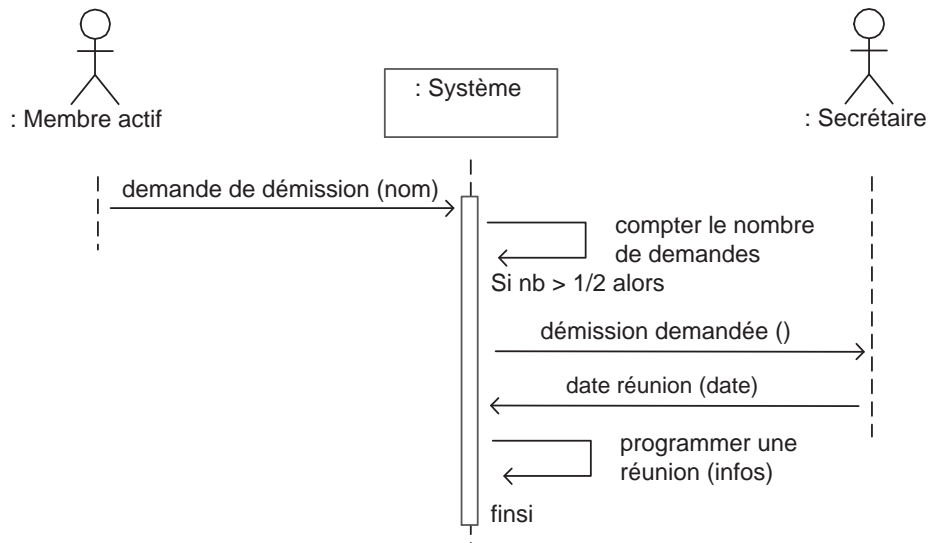 : Membre actif
: Système
: Secrétaire
demande de démission (nom)
compter le nombre
de demandes
Si nb > 1/2 alors
démission demandée ()
date réunion (date)
programmer une
réunion (infos)
finsi